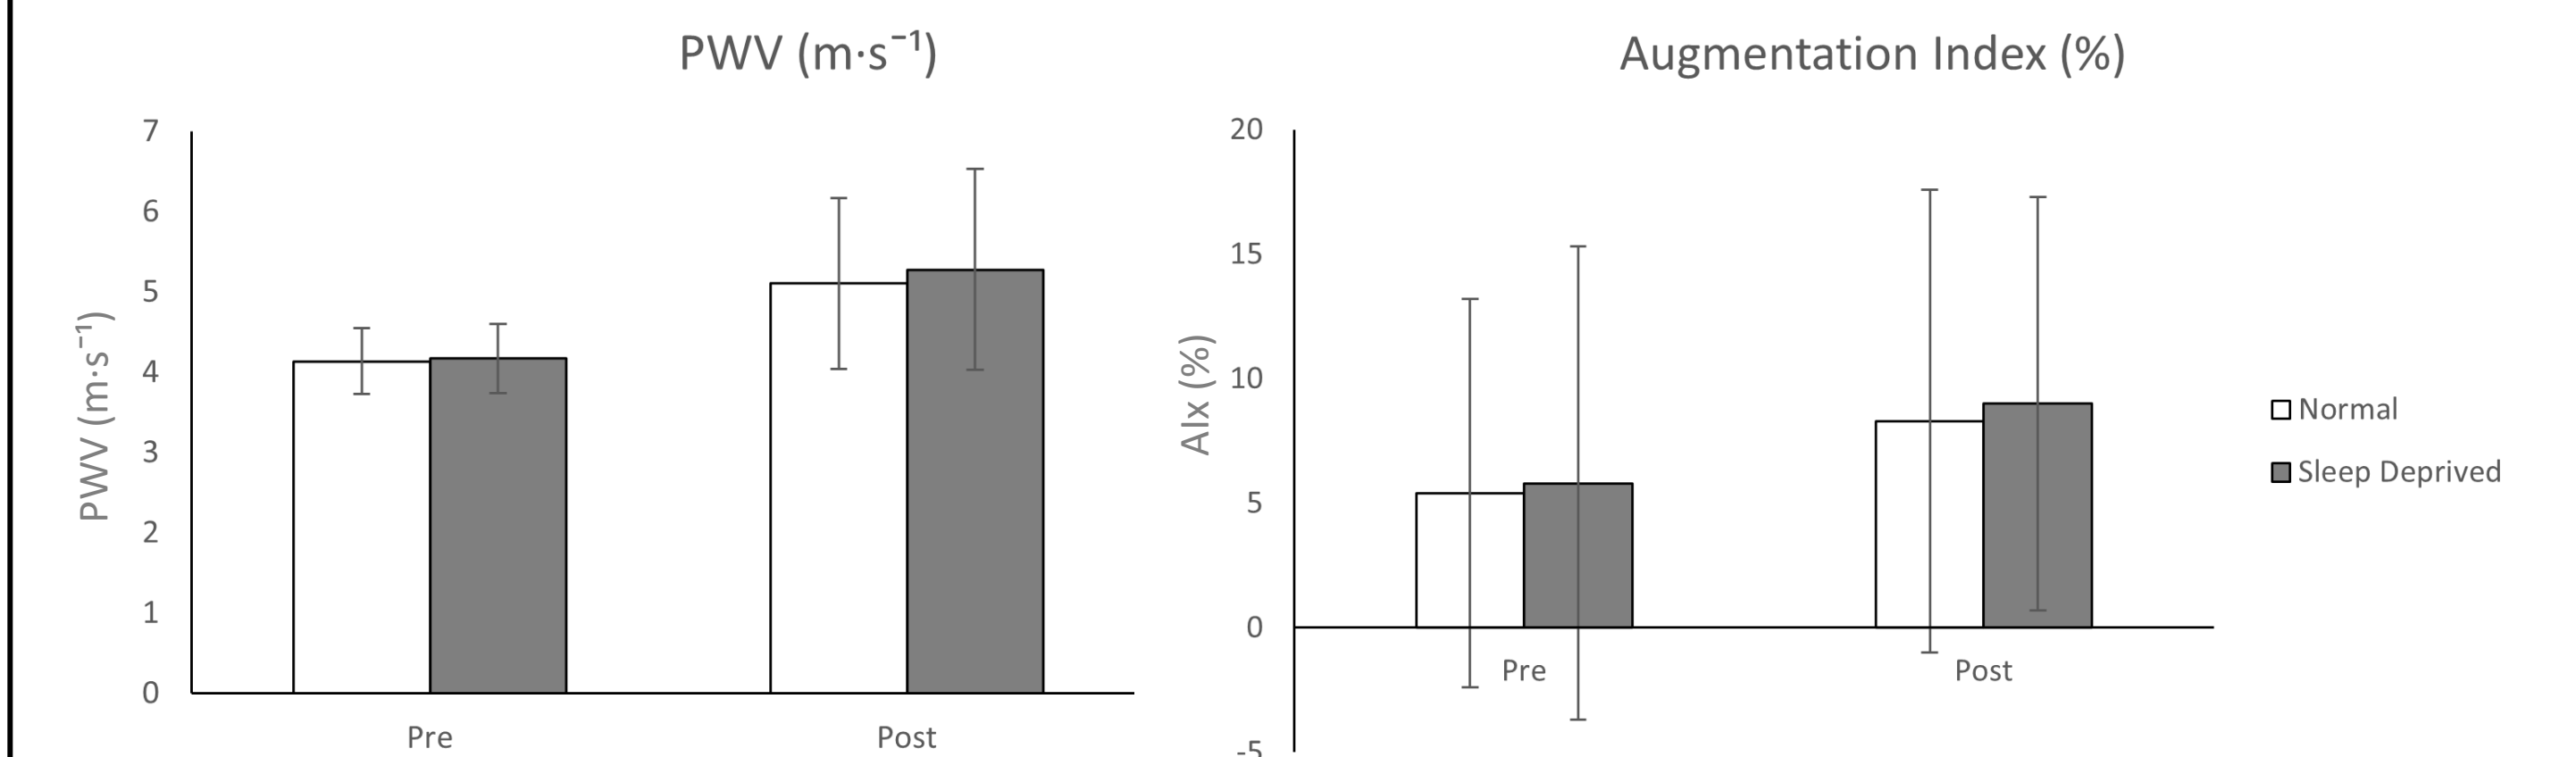 PWV (m·s⁻¹)
7
6
5
4
3
2
1
0
PWV (m·s⁻¹)
Pre
Post
Augmentation Index (%)
20
15
10
5
0
-5
AIx (%)
Pre
Post
Normal
Sleep Deprived